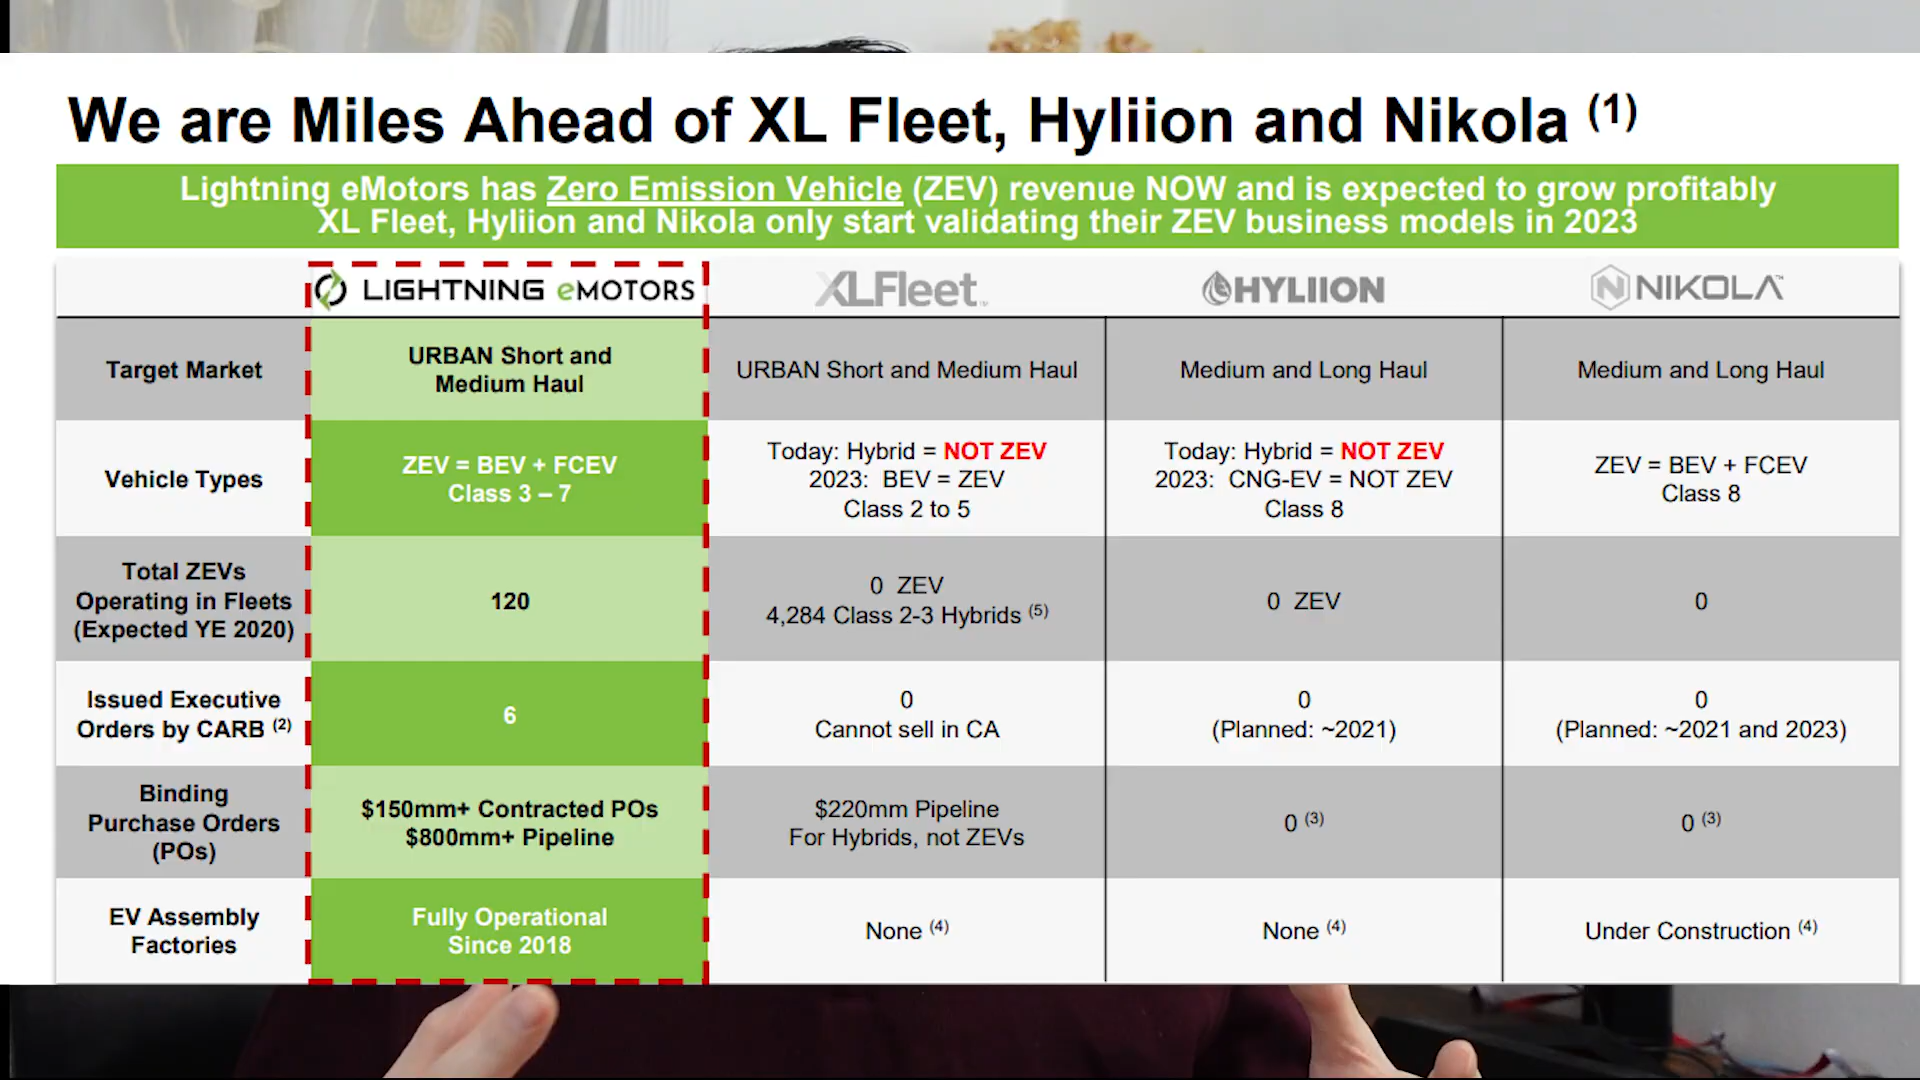 We are Miles Ahead of XL Fleet, Hyliion and Nikola (1)
Lightning eMotors has Zero Emission Vehicle (ZEV) revenue NOW and is expected to grow profitably
XL Fleet, Hyliion and Nikola only start validating their ZEV business models in 2023
LIGHTNING eMOTORS
XLFleet™
HYLIION
NIKOLA™
Target Market
URBAN Short and
Medium Haul
URBAN Short and Medium Haul
Medium and Long Haul
Medium and Long Haul
Vehicle Types
ZEV = BEV + FCEV
Class 3 – 7
Today: Hybrid = NOT ZEV
2023: BEV = ZEV
Class 2 to 5
Today: Hybrid = NOT ZEV
2023: CNG-EV = NOT ZEV
Class 8
ZEV = BEV + FCEV
Class 8
Total ZEVs
Operating in Fleets
(Expected YE 2020)
120
0 ZEV
4,284 Class 2-3 Hybrids (5)
0 ZEV
0
Issued Executive
Orders by CARB (2)
6
0
Cannot sell in CA
0
(Planned: ~2021)
0
(Planned: ~2021 and 2023)
Binding
Purchase Orders
(POs)
$150mm+ Contracted POs
$800mm+ Pipeline
$220mm Pipeline
For Hybrids, not ZEVs
0 (3)
0 (3)
EV Assembly
Factories
Fully Operational
Since 2018
None (4)
None (4)
Under Construction (4)